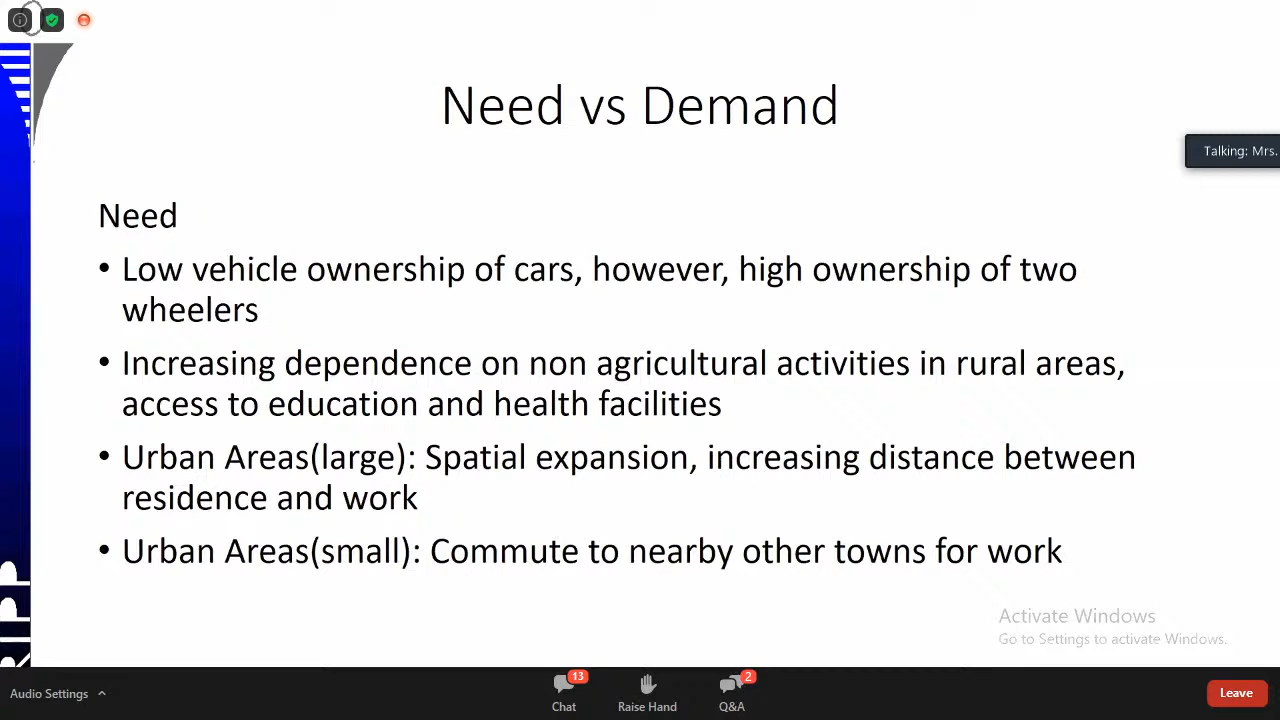 Need vs Demand
Talking: Mrs.
Need
• Low vehicle ownership of cars, however, high ownership of two
wheelers
• Increasing dependence on non agricultural activities in rural areas,
access to education and health facilities
• Urban Areas(large): Spatial expansion, increasing distance between
residence and work
• Urban Areas(small): Commute to nearby other towns for work
Activate Windows
Go to Settings to activate Windows.
Audio Settings
13
Chat
Raise Hand
2
Q&A
Leave